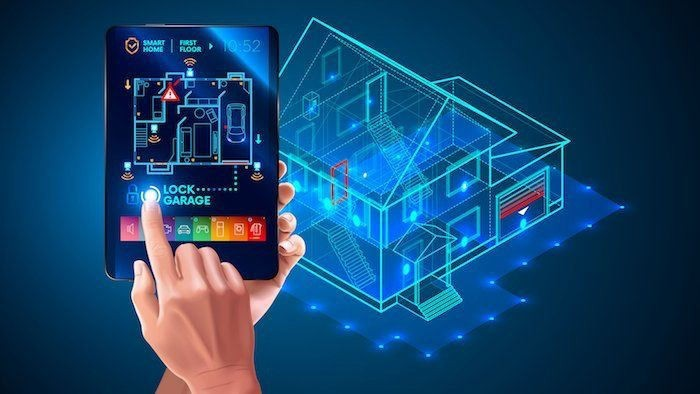 SMART HOME
FIRST FLOOR
10:52
LOCK
GARAGE